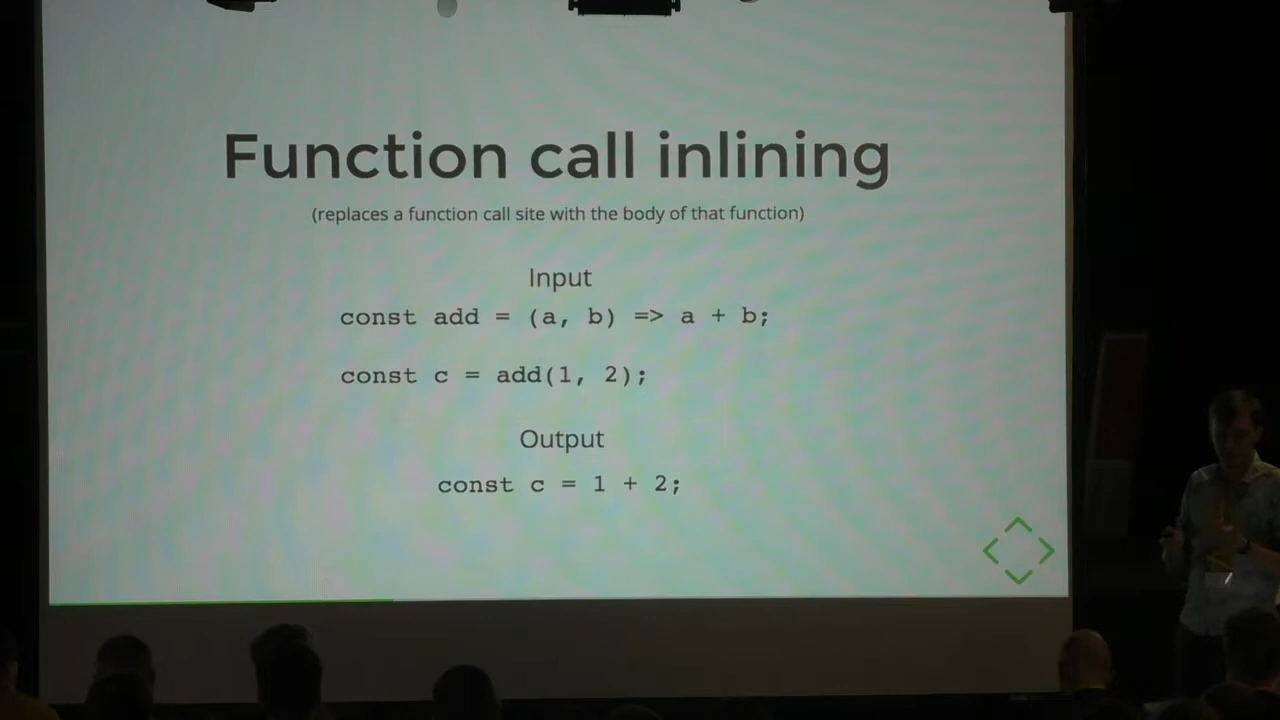 Function call inlining
(replaces a function call site with the body of that function)
Input
const add = (a, b) => a + b;
const c = add(1, 2);
Output
const c = 1 + 2;